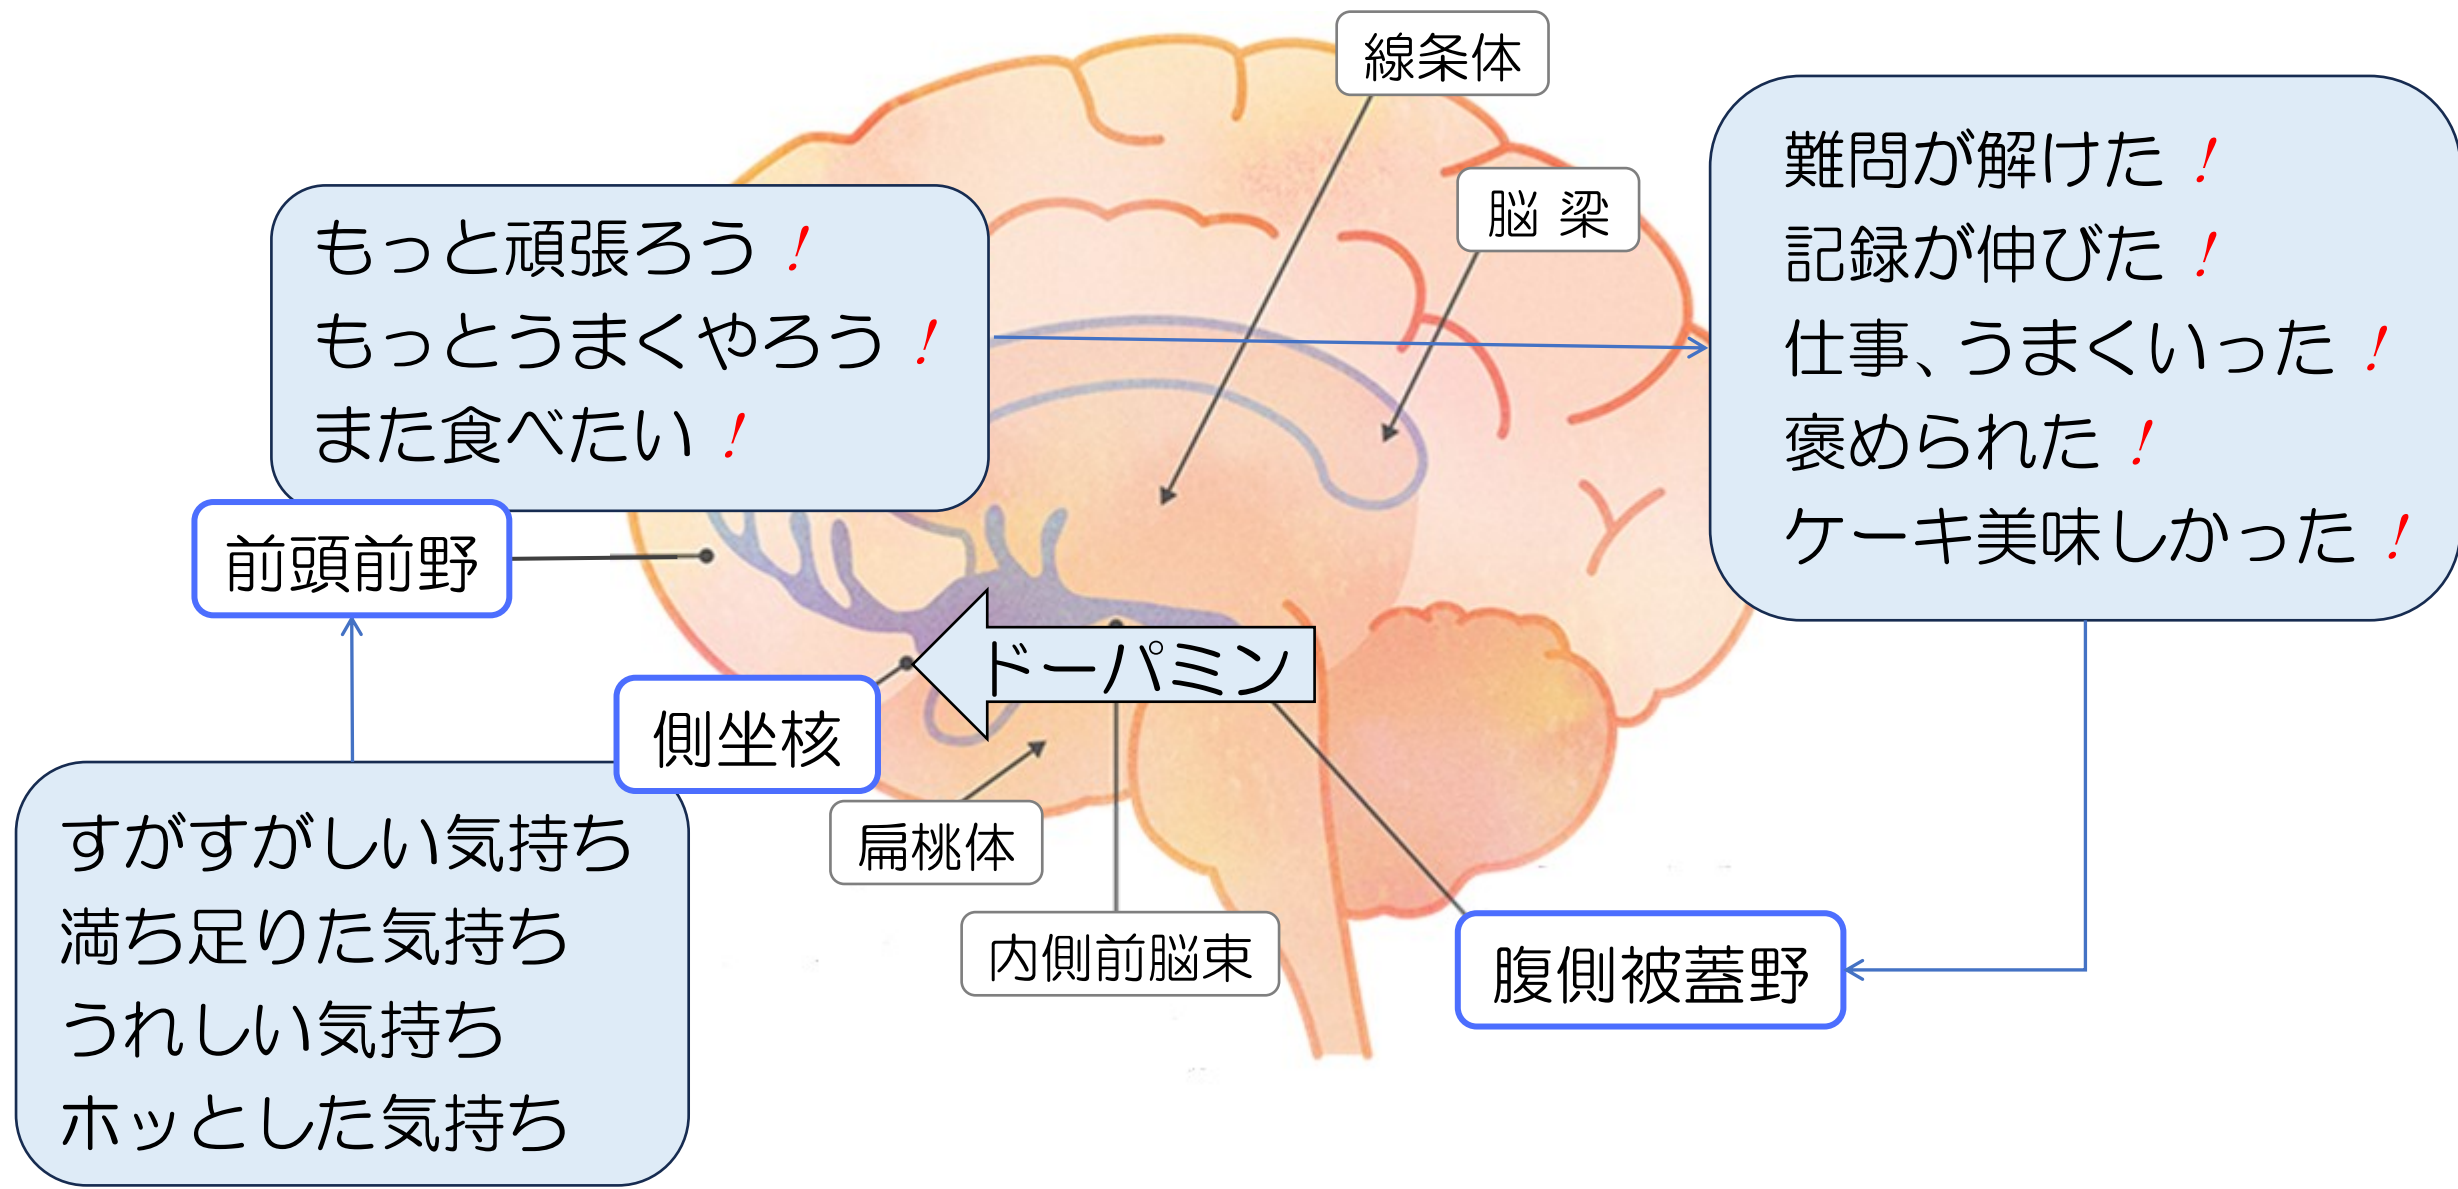 線条体
脳 梁
難問が解けた！
記録が伸びた！
仕事、うまくいった！
褒められた！
ケーキ美味しかった！
もっと頑張ろう！
もっとうまくやろう！
また食べたい！
前頭前野
ドーパミン
側坐核
すがすがしい気持ち
満ち足りた気持ち
うれしい気持ち
ホッとした気持ち
扁桃体
内側前脳束
腹側被蓋野